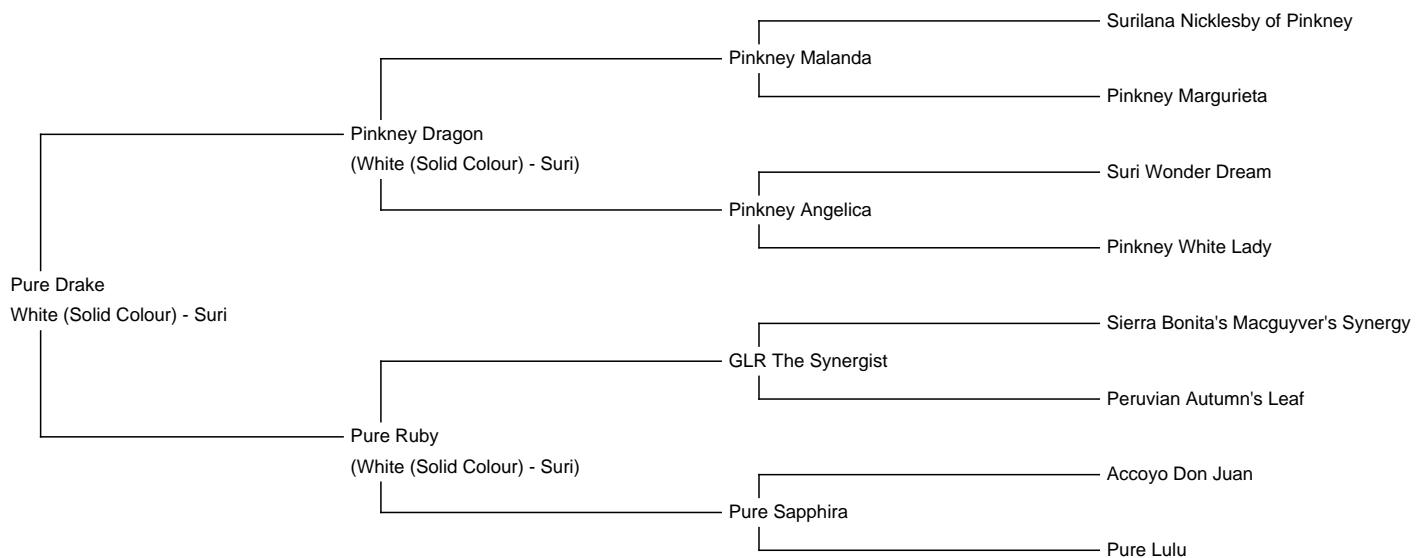 Surilana Nicklesby of Pinkney
Pinkney Malanda
Pinkney Margurieta
Pinkney Dragon
(White (Solid Colour) - Suri)
Suri Wonder Dream
Pinkney Angelica
Pinkney White Lady
Pure Drake
White (Solid Colour) - Suri
Sierra Bonita's Macguyver's Synergy
GLR The Synergist
Peruvian Autumn's Leaf
Pure Ruby
(White (Solid Colour) - Suri)
Accoyo Don Juan
Pure Sapphira
Pure Lulu